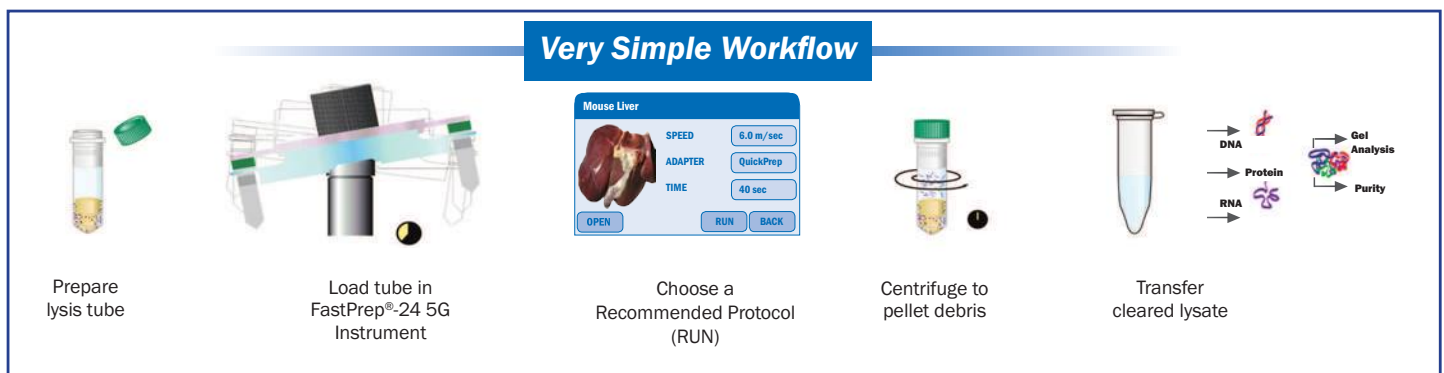 Very Simple Workflow
Mouse Liver
SPEED
6.0 m/sec
ADAPTER
QuickPrep
TIME
40 sec
OPEN
RUN
BACK
DNA
Protein
RNA
Gel
Analysis
Purity
Prepare
lysis tube
Load tube in
FastPrep®-24 5G
Instrument
Choose a
Recommended Protocol
(RUN)
Centrifuge to
pellet debris
Transfer
cleared lysate